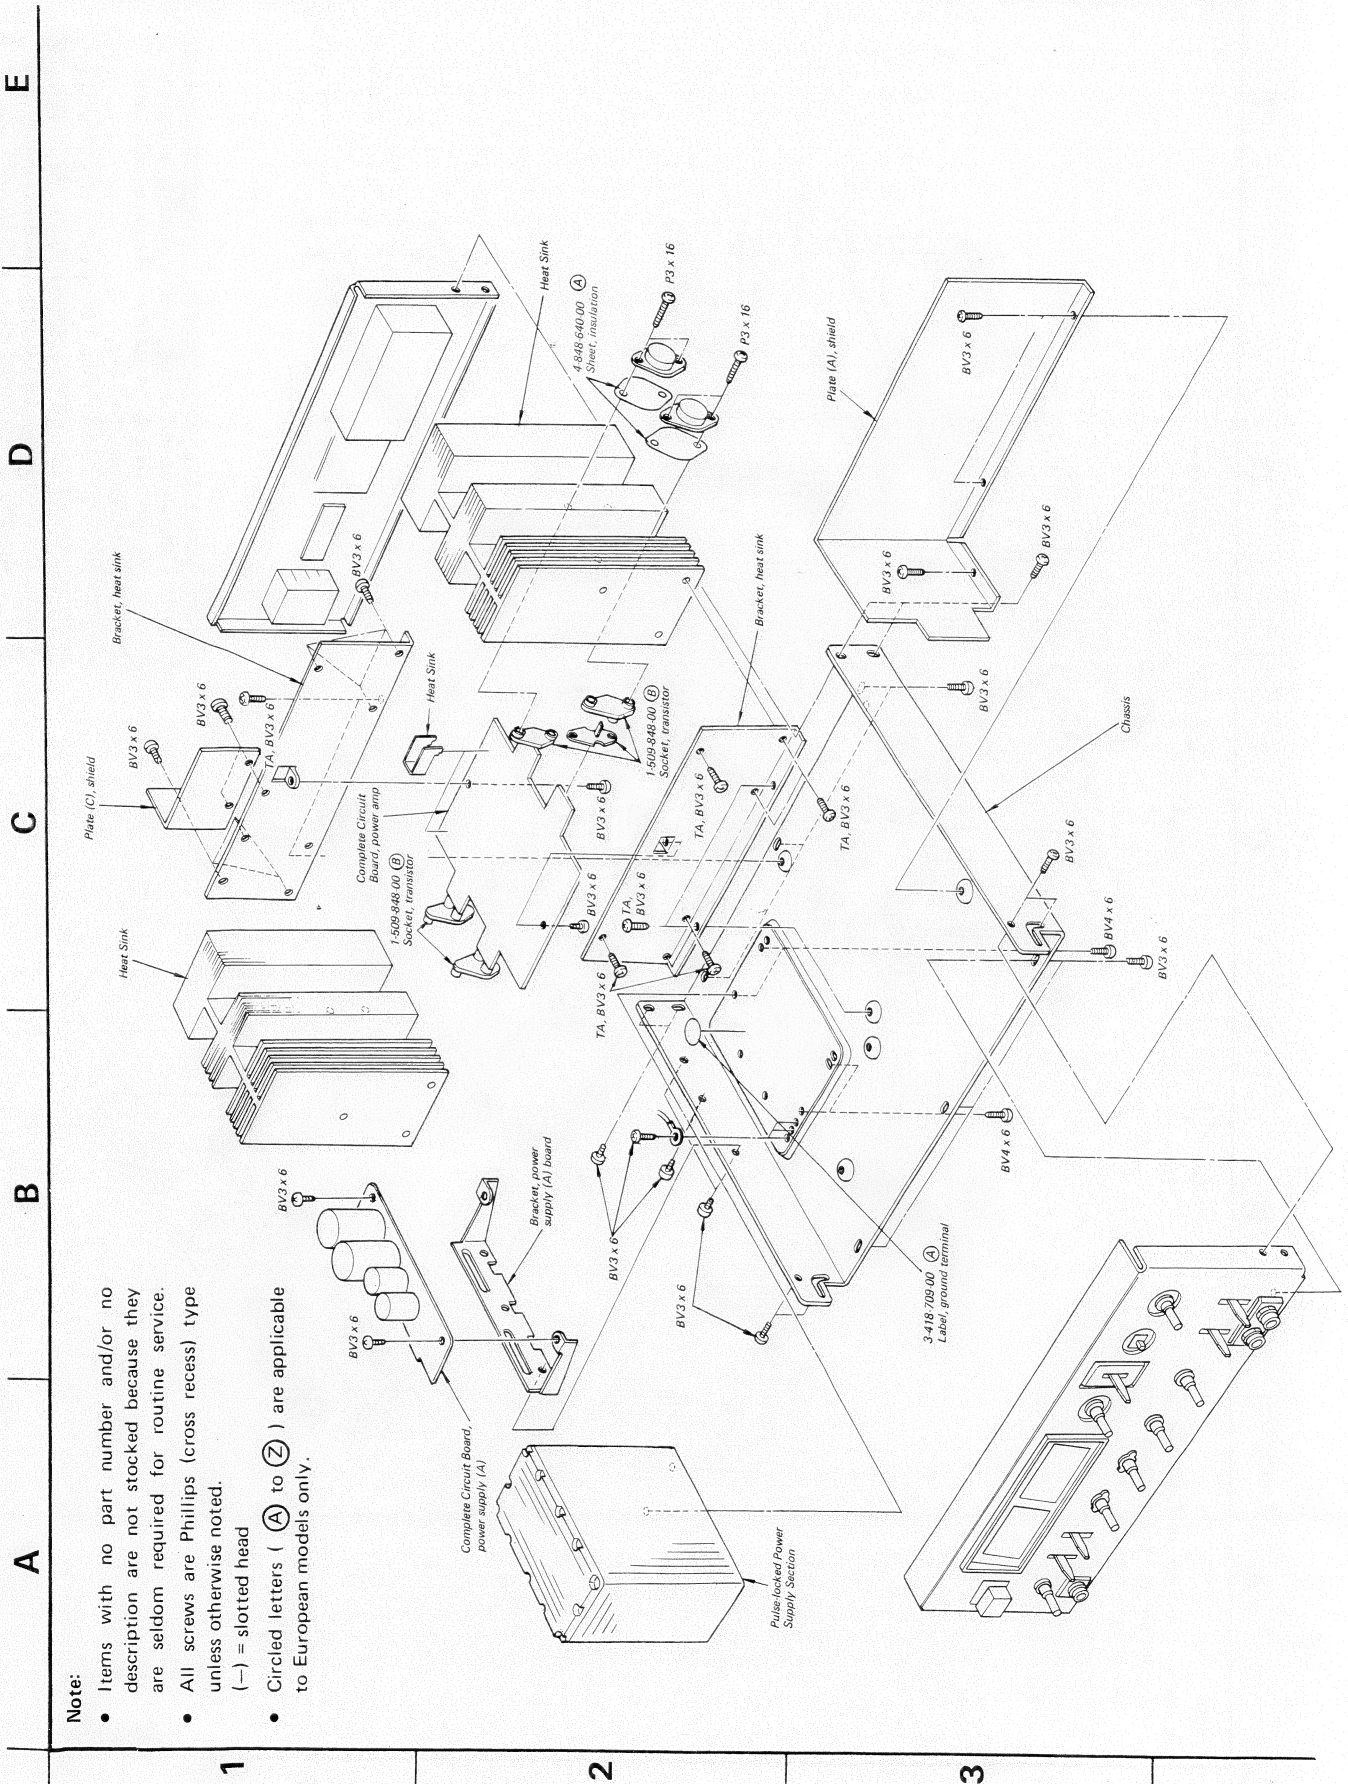 A
B
C
D
E
1
2
3
Note:
• Items with no part number and/or no
description are not stocked because they
are seldom required for routine service.
• All screws are Phillips (cross recess) type
unless otherwise noted.
(—) = slotted head
• Circled letters ( Ⓐ to Ⓩ ) are applicable
to European models only.
Heat Sink
Plate (C), shield
BV3 x 6
BV3 x 6
TA, BV3 x 6
Bracket, heat sink
BV3 x 6
BV3 x 6
BV3 x 6
Complete Circuit Board,
power supply (A)
Bracket, power
supply (A) board
Complete Circuit
Board, power amp
1-509-848-00 Ⓑ
Socket, transistor
Heat Sink
BV3 x 6
BV3 x 6
1-509-848-00 Ⓑ
Socket, transistor
Heat Sink
4-848-640-00 Ⓐ
Sheet, insulation
P3 x 16
P3 x 16
Pulse-locked Power
Supply Section
BV3 x 6
BV3 x 6
TA, BV3 x 6
TA,
BV3 x 6
TA, BV3 x 6
TA, BV3 x 6
Bracket, heat sink
Plate (A), shield
BV3 x 6
BV3 x 6
BV3 x 6
BV3 x 6
Chassis
BV3 x 6
BV4 x 6
BV3 x 6
BV4 x 6
3-418-709-00 Ⓐ
Label, ground terminal